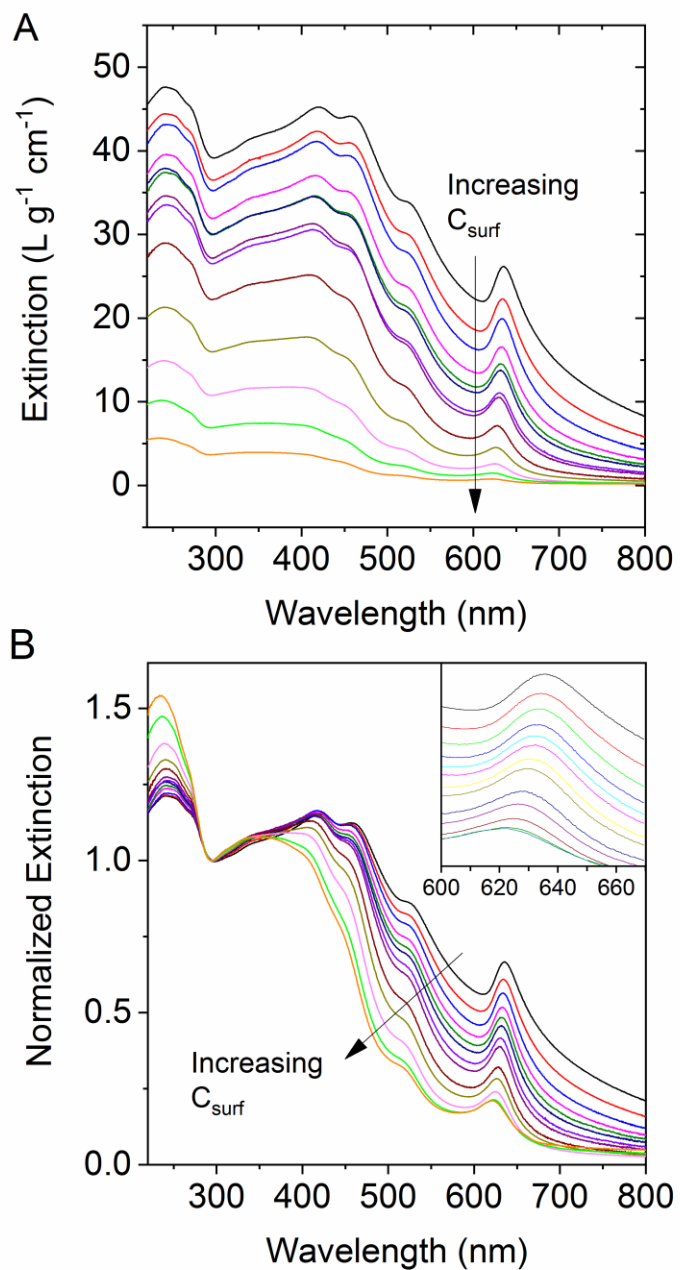 A
50
40
30
20
10
0
Extinction (L g⁻¹ cm⁻¹)
Increasing
C_surf
300 400 500 600 700 800
Wavelength (nm)
B
1.5
1.0
0.5
0.0
Normalized Extinction
600 620 640 660
Increasing
C_surf
300 400 500 600 700 800
Wavelength (nm)